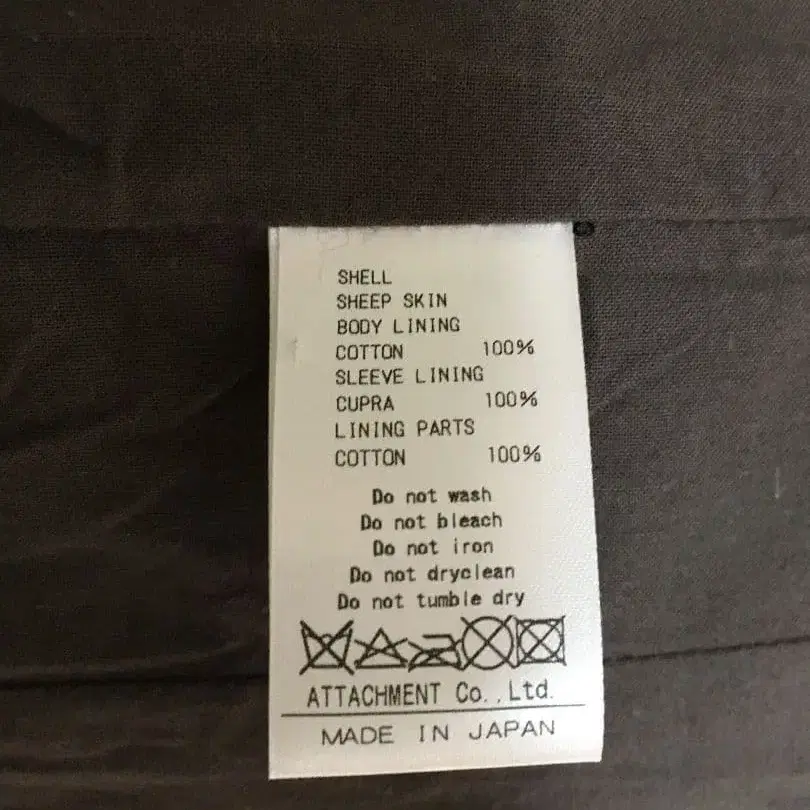 SHELL
SHEEP SKIN
BODY LINING
COTTON 100%
SLEEVE LINING
CUPRA 100%
LINING PARTS
COTTON 100%
Do not wash
Do not bleach
Do not iron
Do not dryclean
Do not tumble dry
ATTACHMENT Co.,Ltd.
MADE IN JAPAN